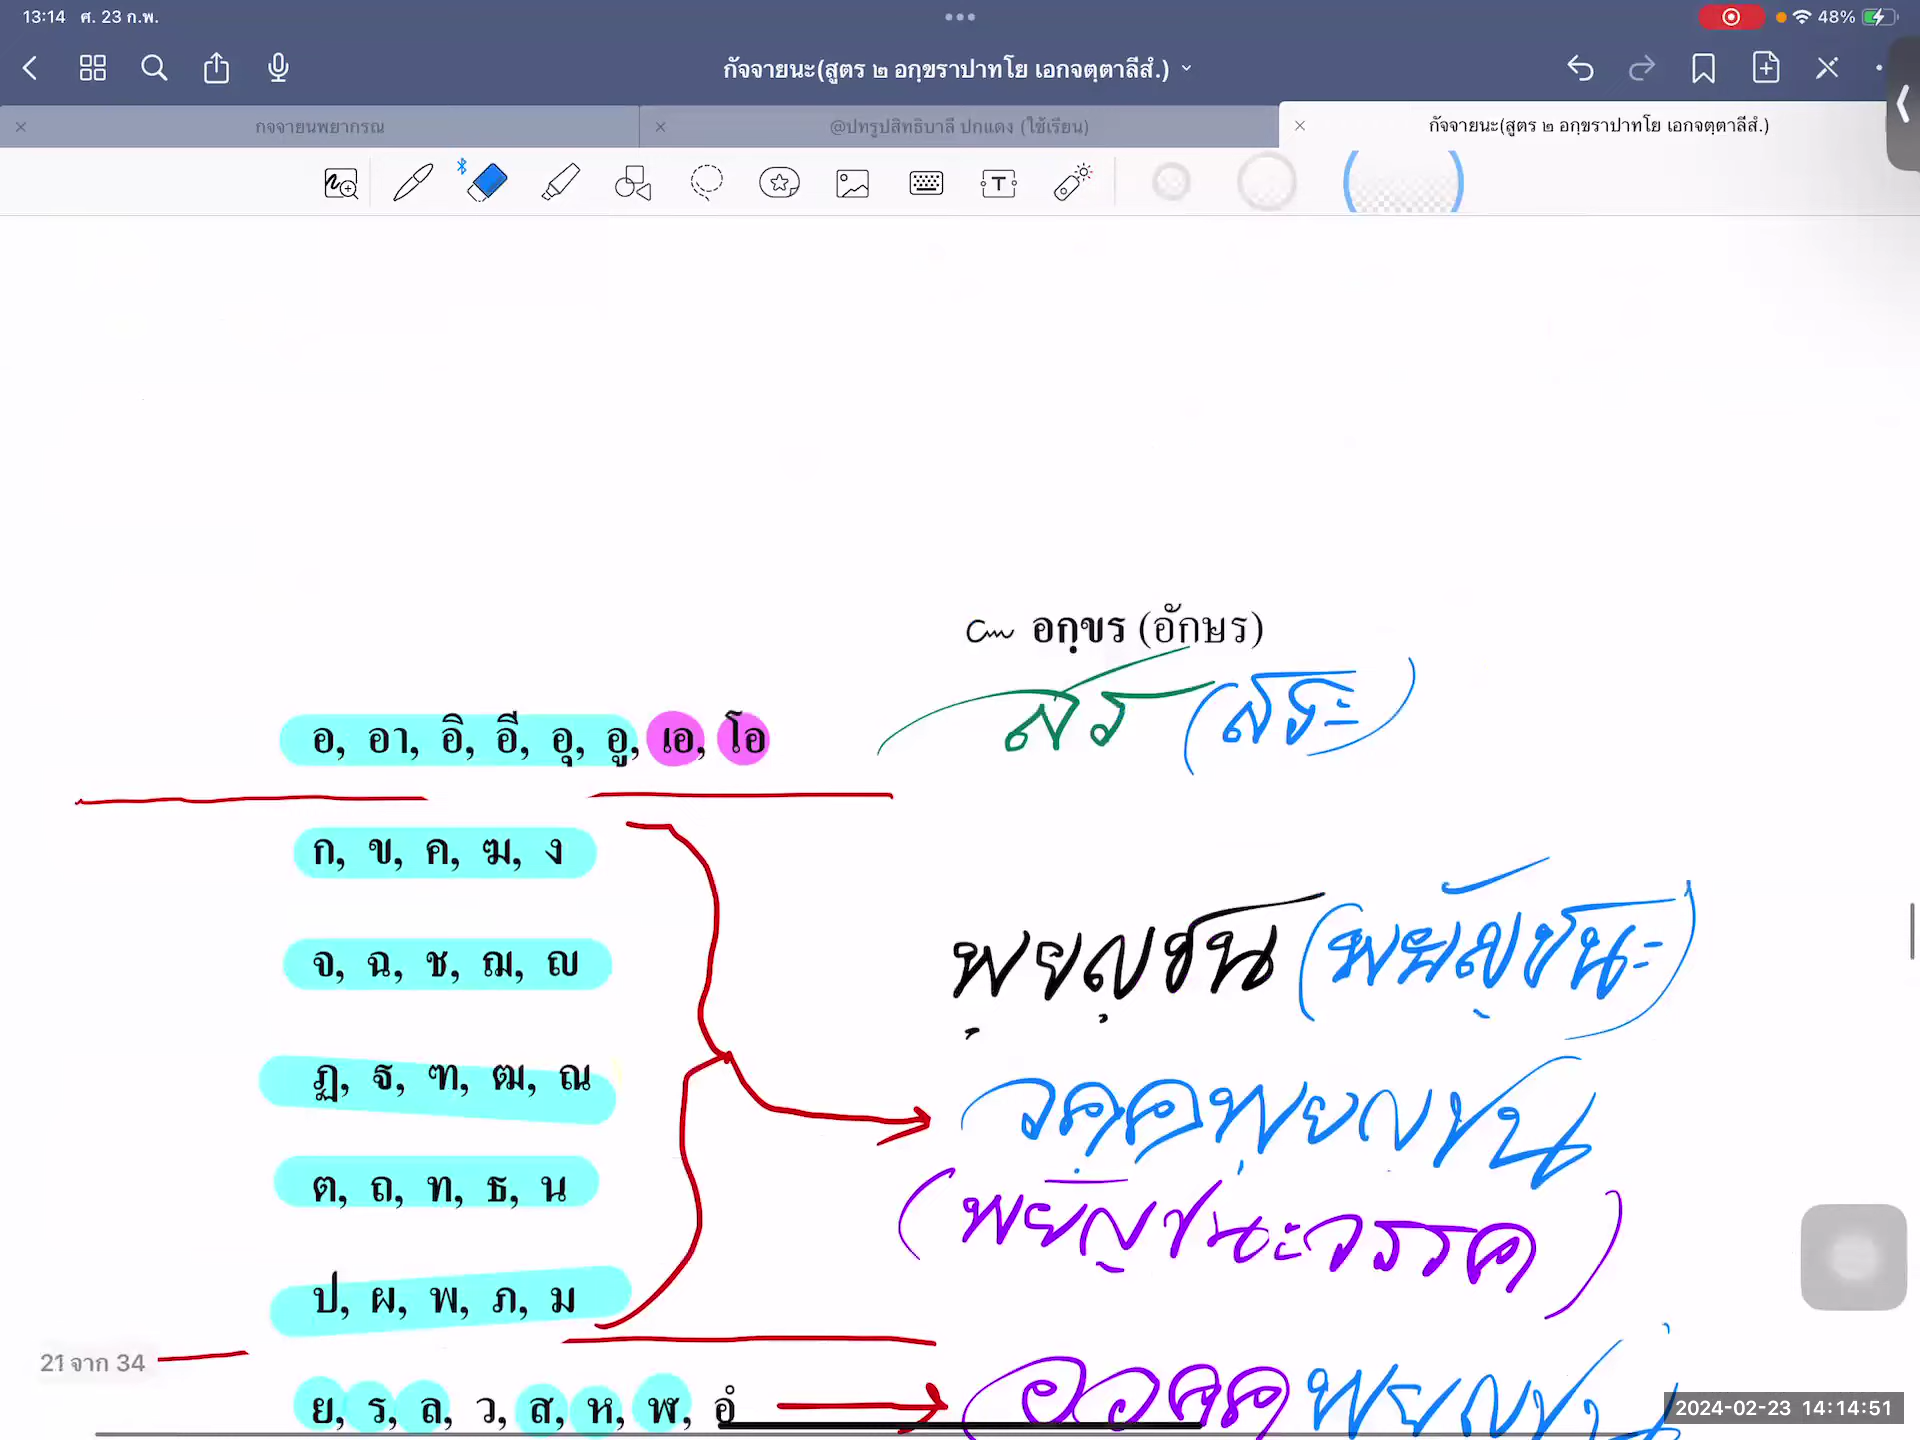 13:14 ศ. 23 ก.พ.
48%
กัจจายนะ(สูตร ๒ อกฺขราปาทโย เอกจตฺตาลีสํ.)
กจจายนพยากรณ
@ปทรูปสิทธิบาลี ปกแดง (ใช้เรียน)
กัจจายนะ(สูตร ๒ อกฺขราปาทโย เอกจตฺตาลีสํ.)
อกฺขร (อักษร)
สร (สระ)
อ, อา, อิ, อี, อุ, อู, เอ, โอ
ก, ข, ค, ฆ, ง
พฺยญฺชน (พยัญชนะ)
จ, ฉ, ช, ฌ, ญ
ฏ, ฐ, ฑ, ฒ, ณ
วคฺคพฺยญชน
ต, ถ, ท, ธ, น
(พยัญชนะวรรค)
ป, ผ, พ, ภ, ม
21 จาก 34
ย, ร, ล, ว, ส, ห, ฬ, อํ
2024-02-23 14:14:51